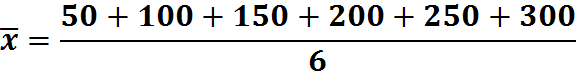 x̅ = (50 + 100 + 150 + 200 + 250 + 300) / 6